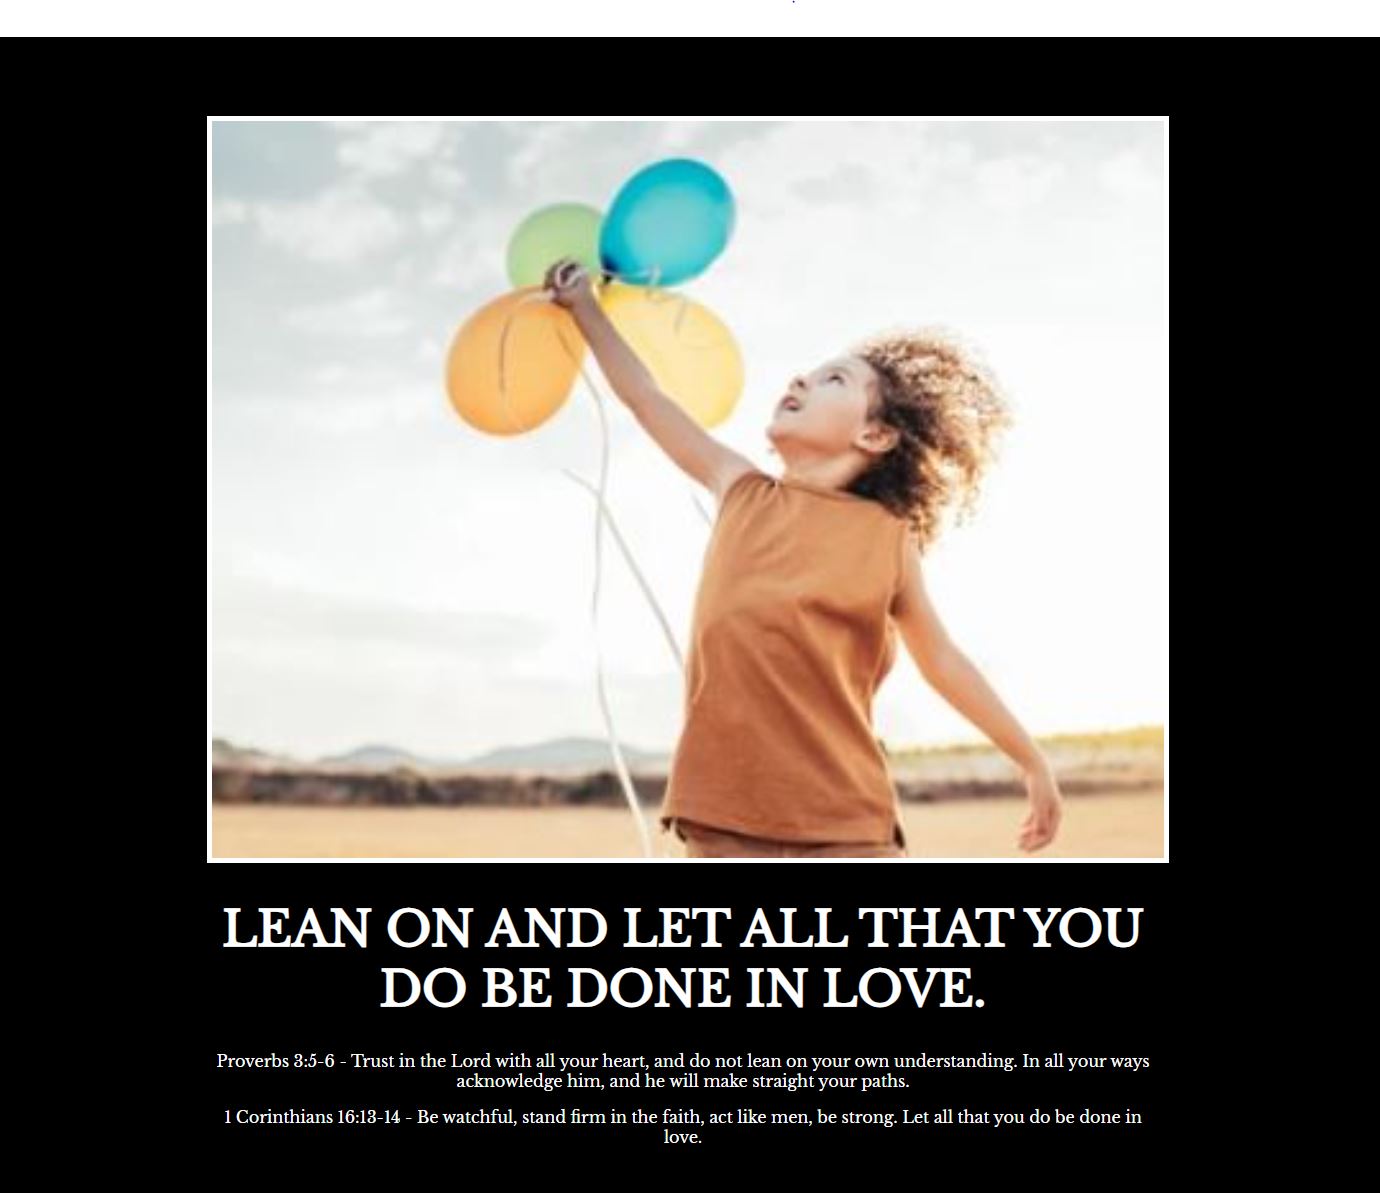 LEAN ON AND LET ALL THAT YOU
DO BE DONE IN LOVE.
Proverbs 3:5-6 - Trust in the Lord with all your heart, and do not lean on your own understanding. In all your ways
acknowledge him, and he will make straight your paths.
1 Corinthians 16:13-14 - Be watchful, stand firm in the faith, act like men, be strong. Let all that you do be done in
love.